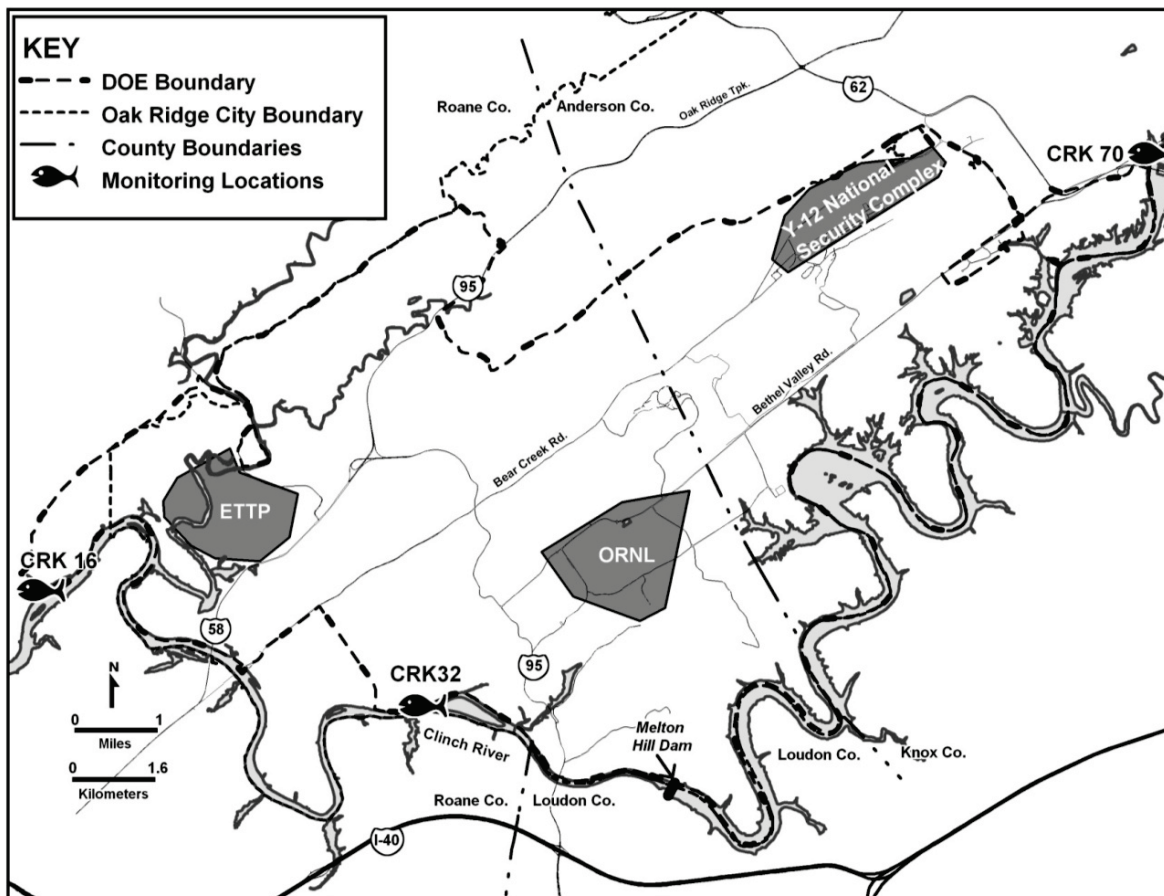 KEY
DOE Boundary
Oak Ridge City Boundary
County Boundaries
Monitoring Locations
Roane Co.
Anderson Co.
Oak Ridge Tpk.
62
CRK 70
Y-12 National
Security Complex
95
Bethel Valley Rd.
Bear Creek Rd.
ETTP
ORNL
CRK 16
58
95
CRK32
N
0 1
Miles
0 1.6
Kilometers
Clinch River
Melton
Hill Dam
Loudon Co.
Knox Co.
Roane Co.
Loudon Co.
I-40